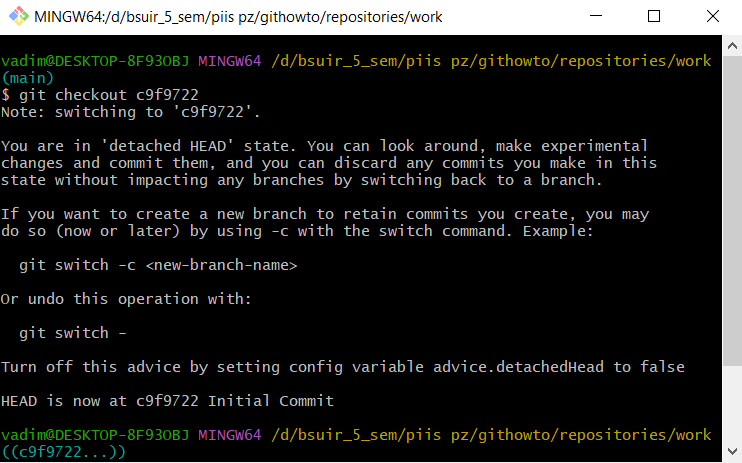 MINGW64:/d/bsuir_5_sem/piis pz/githowto/repositories/work
vadim@DESKTOP-8F93OBJ MINGW64 /d/bsuir_5_sem/piis pz/githowto/repositories/work
(main)
$ git checkout c9f9722
Note: switching to 'c9f9722'.
You are in 'detached HEAD' state. You can look around, make experimental
changes and commit them, and you can discard any commits you make in this
state without impacting any branches by switching back to a branch.
If you want to create a new branch to retain commits you create, you may
do so (now or later) by using -c with the switch command. Example:
git switch -c <new-branch-name>
Or undo this operation with:
git switch -
Turn off this advice by setting config variable advice.detachedHead to false
HEAD is now at c9f9722 Initial Commit
vadim@DESKTOP-8F93OBJ MINGW64 /d/bsuir_5_sem/piis pz/githowto/repositories/work
((c9f9722...))